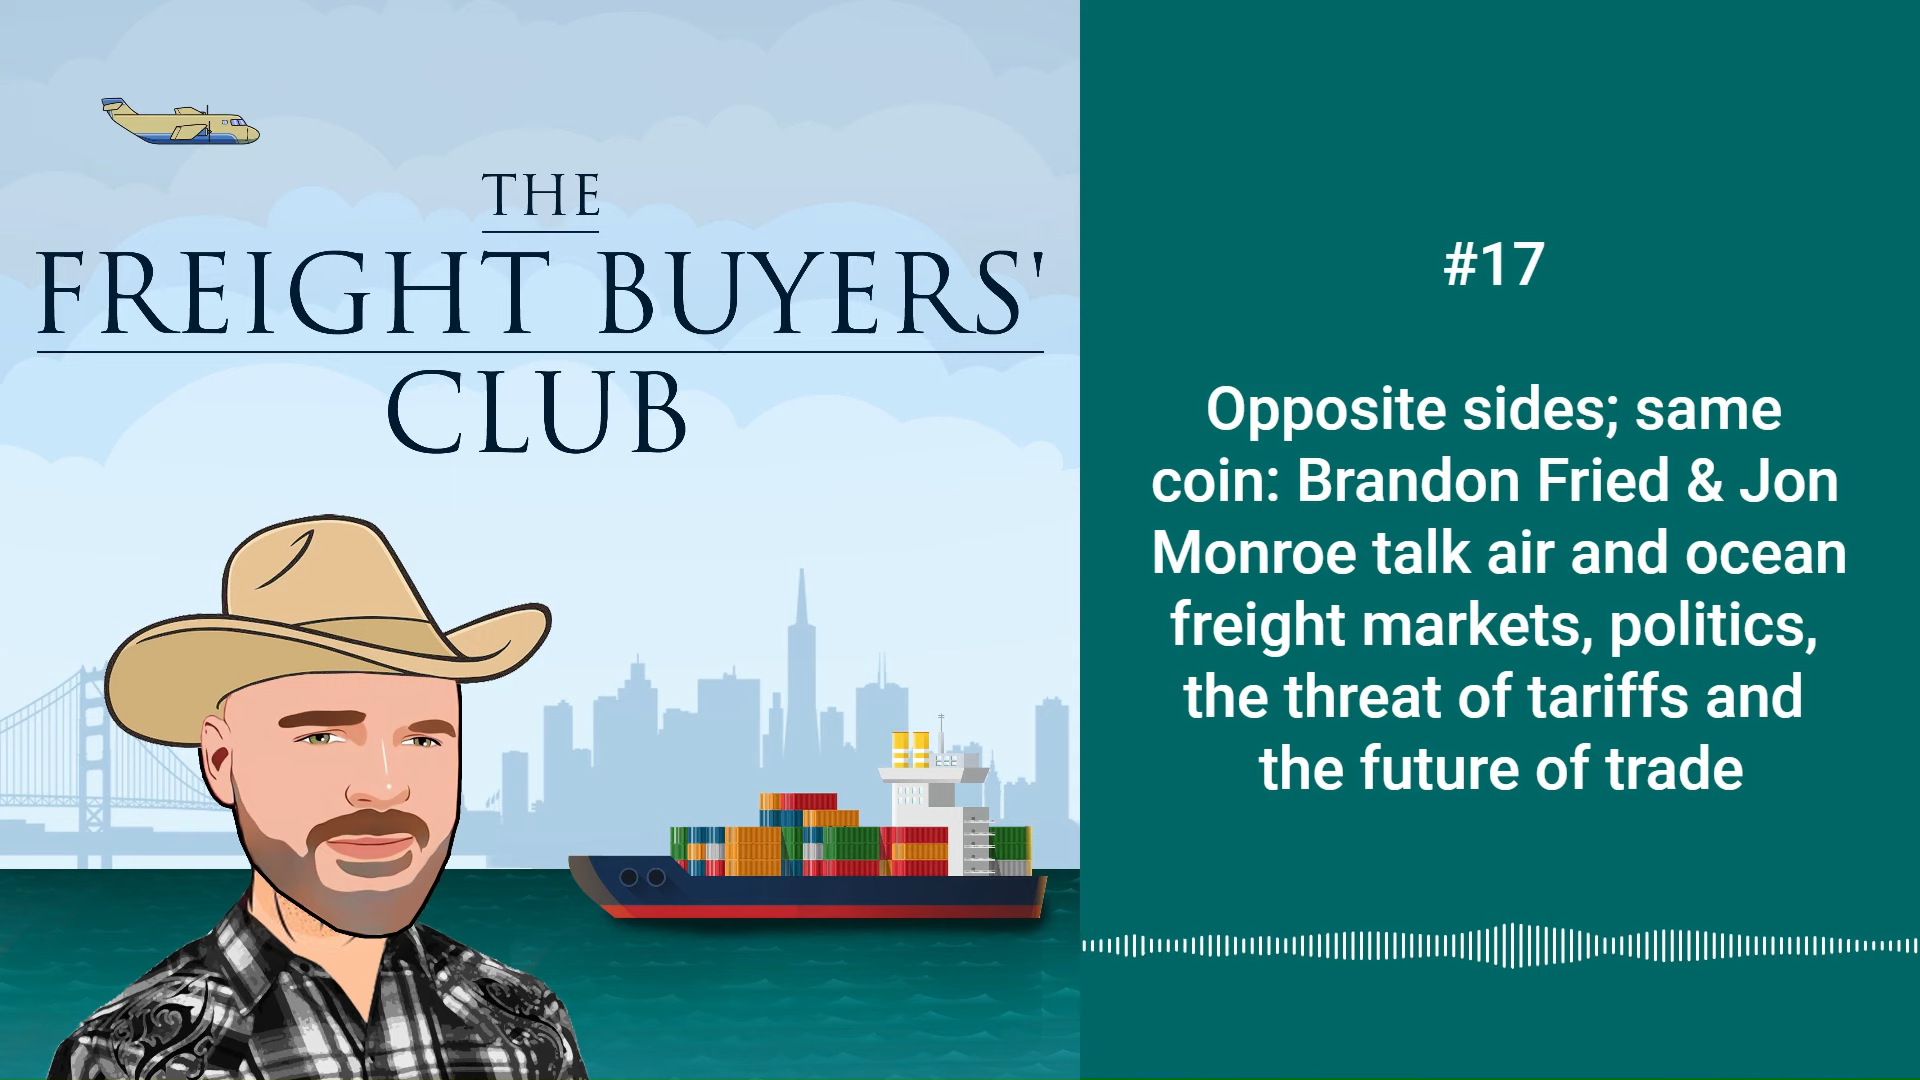 THE
FREIGHT BUYERS'
CLUB
#17
Opposite sides; same
coin: Brandon Fried & Jon
Monroe talk air and ocean
freight markets, politics,
the threat of tariffs and
the future of trade